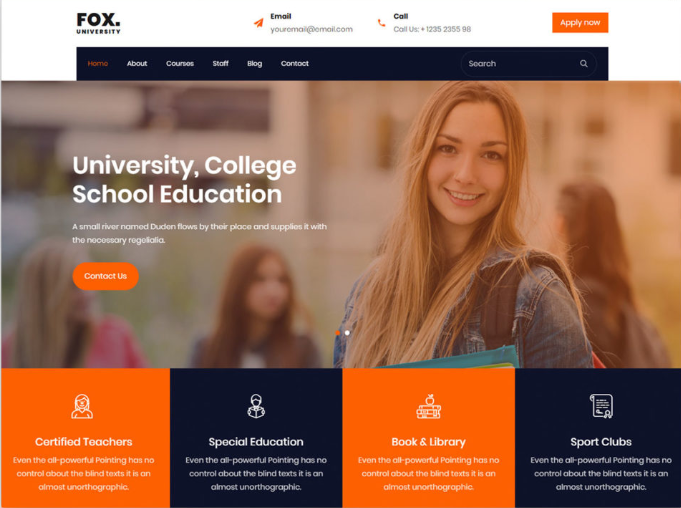 FOX.
UNIVERSITY
Email
youremail@email.com
Call
Call Us: + 1235 2355 98
Apply now
Home About Courses Staff Blog Contact Search
University, College
School Education
A small river named Duden flows by their place and supplies it with
the necessary regelialia.
Contact Us
Certified Teachers
Even the all-powerful Pointing has no
control about the blind texts it is an
almost unorthographic.
Special Education
Even the all-powerful Pointing has no
control about the blind texts it is an
almost unorthographic.
Book & Library
Even the all-powerful Pointing has no
control about the blind texts it is an
almost unorthographic.
Sport Clubs
Even the all-powerful Pointing has no
control about the blind texts it is an
almost unorthographic.